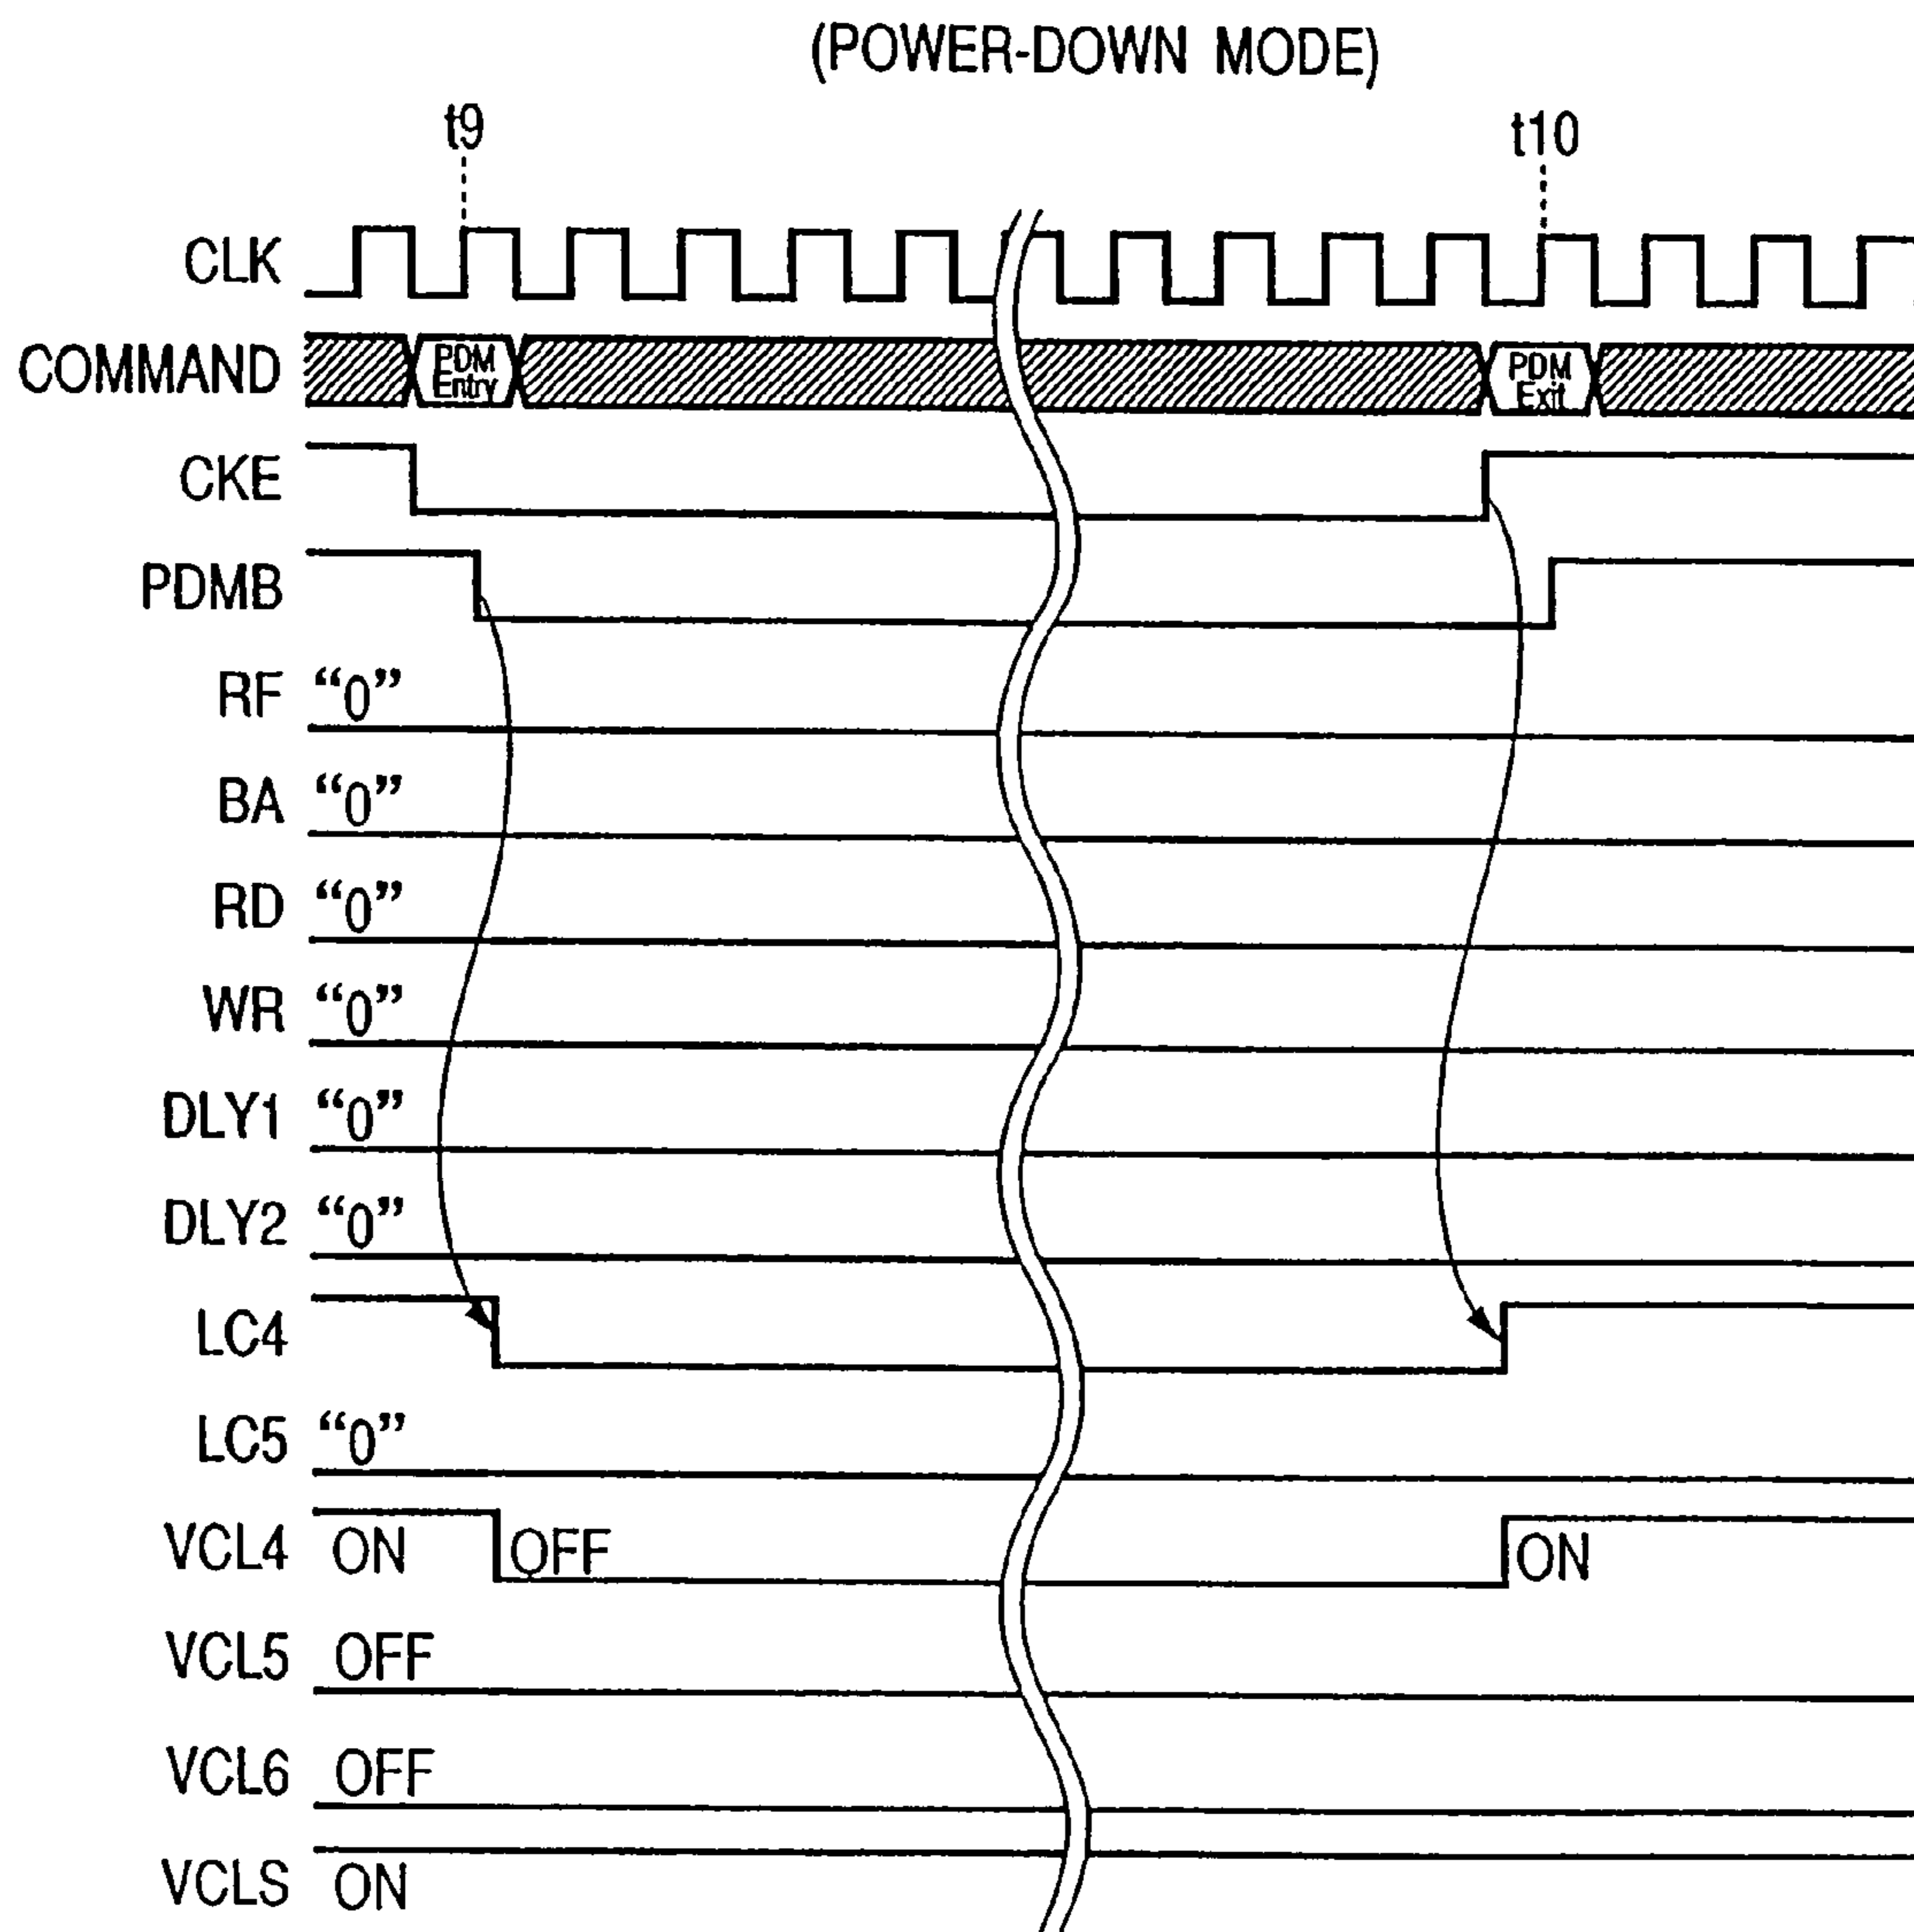 (POWER-DOWN MODE)
t9
t10
CLK
COMMAND
PDM
Entry
PDM
Exit
CKE
PDMB
RF “0”
BA “0”
RD “0”
WR “0”
DLY1 “0”
DLY2 “0”
LC4
LC5 “0”
VCL4 ON OFF ON
VCL5 OFF
VCL6 OFF
VCLS ON